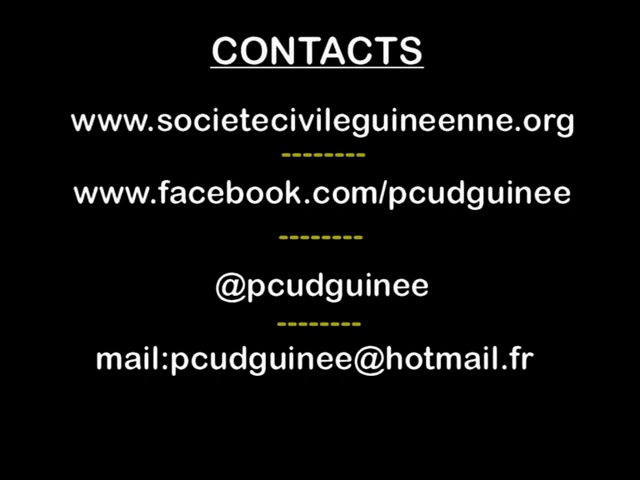 CONTACTS
www.societecivileguineenne.org
--------
www.facebook.com/pcudguinee
--------
@pcudguinee
--------
mail:pcudguinee@hotmail.fr